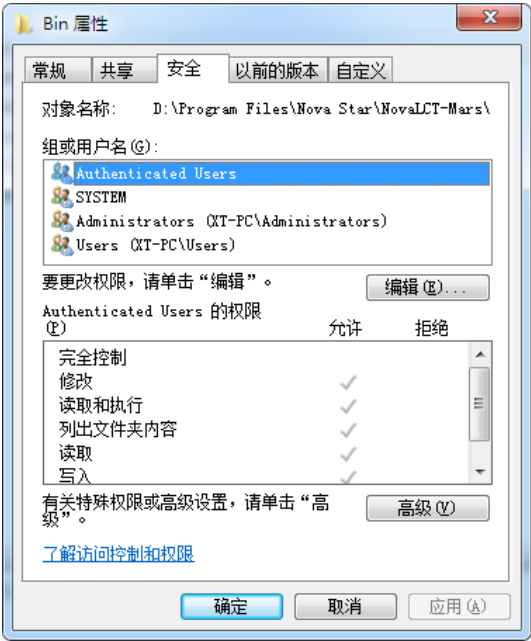 Bin 属性
常规 共享 安全 以前的版本 自定义
对象名称: D:\Program Files\Nova Star\NovaLCT-Mars\
组或用户名(G):
Authenticated Users
SYSTEM
Administrators (XT-PC\Administrators)
Users (XT-PC\Users)
要更改权限，请单击“编辑”。
编辑(E)...
Authenticated Users 的权限
(P) 允许 拒绝
完全控制
修改
读取和执行
列出文件夹内容
读取
写入
有关特殊权限或高级设置，请单击“高
级”。
高级(V)
了解访问控制和权限
确定 取消 应用(A)